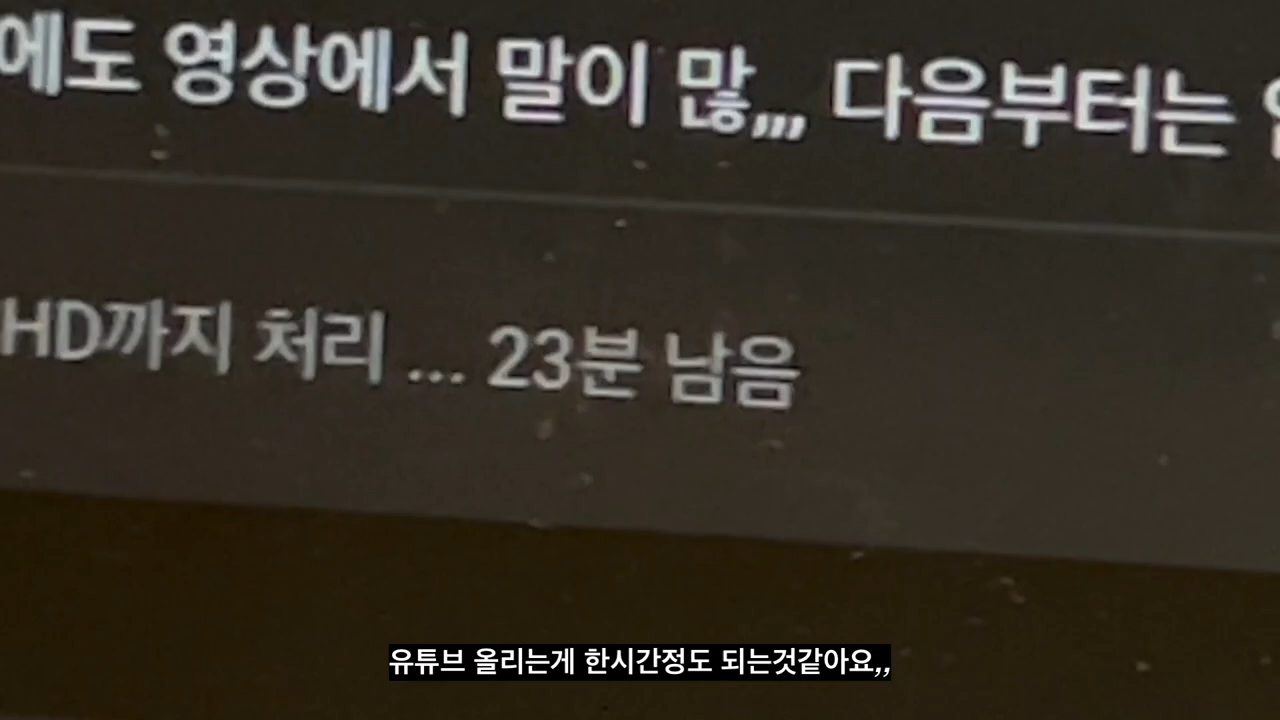 에도 영상에서 말이 많,,, 다음부터는
HD까지 처리 ... 23분 남음
유튜브 올리는게 한시간정도 되는것같아요,,